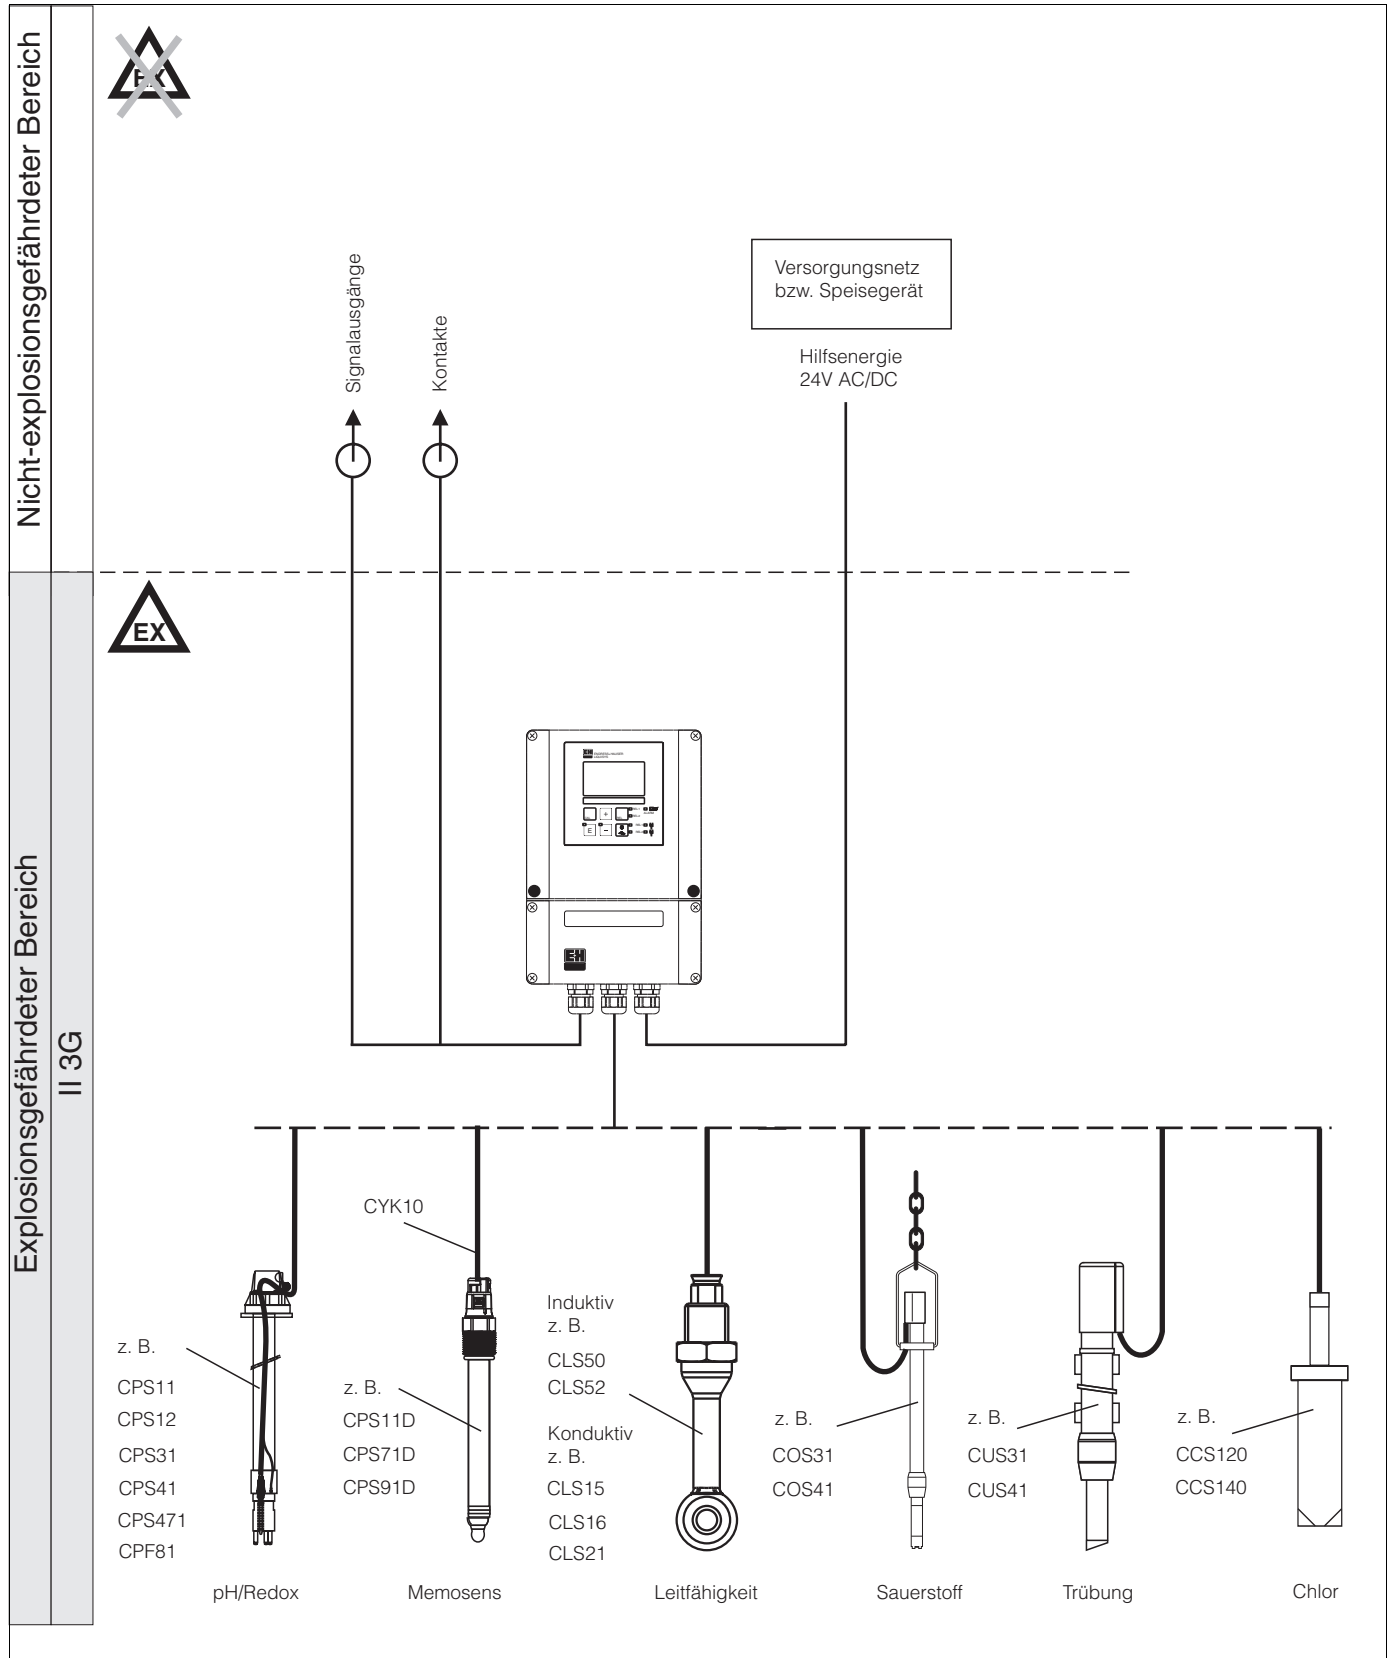 Nicht-explosionsgefährdeter Bereich
EX
Signalausgänge
Kontakte
Versorgungsnetz
bzw. Speisegerät
Hilfsenergie
24V AC/DC
Explosionsgefährdeter Bereich
II 3G
EX
E+H
+
E
−
E+H
CYK10
z. B.
CPS11
CPS12
CPS31
CPS41
CPS471
CPF81
pH/Redox
z. B.
CPS11D
CPS71D
CPS91D
Memosens
Induktiv
z. B.
CLS50
CLS52
Konduktiv
z. B.
CLS15
CLS16
CLS21
Leitfähigkeit
z. B.
COS31
COS41
Sauerstoff
z. B.
CUS31
CUS41
Trübung
z. B.
CCS120
CCS140
Chlor